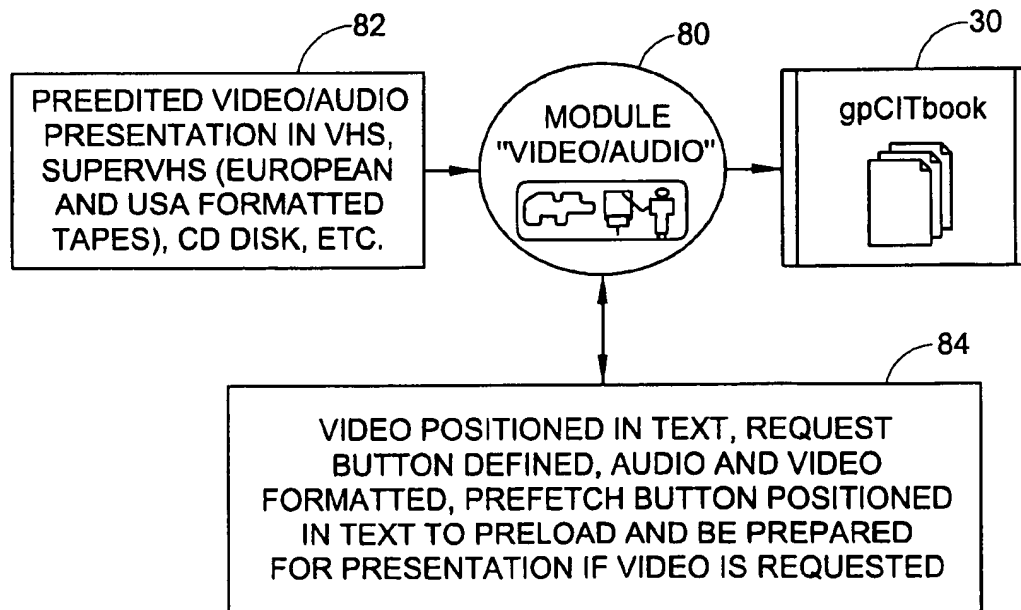 82
PREEDITED VIDEO/AUDIO
PRESENTATION IN VHS,
SUPERVHS (EUROPEAN
AND USA FORMATTED
TAPES), CD DISK, ETC.
80
MODULE
"VIDEO/AUDIO"
30
gpCITbook
84
VIDEO POSITIONED IN TEXT, REQUEST
BUTTON DEFINED, AUDIO AND VIDEO
FORMATTED, PREFETCH BUTTON POSITIONED
IN TEXT TO PRELOAD AND BE PREPARED
FOR PRESENTATION IF VIDEO IS REQUESTED